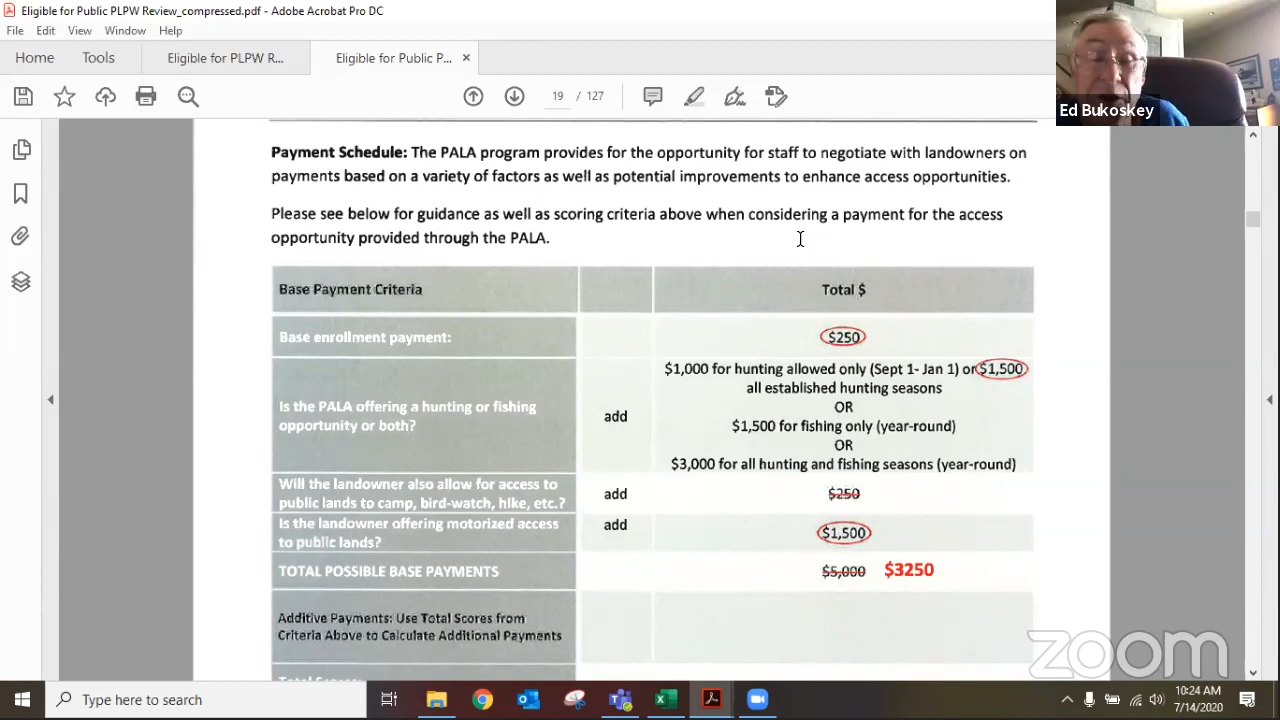 Eligible for Public PLPW Review_compressed.pdf - Adobe Acrobat Pro DC
File Edit View Window Help
Home Tools Eligible for PLPW R... Eligible for Public P... ×
19 / 127
Ed Bukoskey
Payment Schedule: The PALA program provides for the opportunity for staff to negotiate with landowners on
payments based on a variety of factors as well as potential improvements to enhance access opportunities.
Please see below for guidance as well as scoring criteria above when considering a payment for the access
opportunity provided through the PALA.
Base Payment Criteria Total $
Base enrollment payment: $250
Is the PALA offering a hunting or fishing
opportunity or both?
add
$1,000 for hunting allowed only (Sept 1- Jan 1) or $1,500
all established hunting seasons
OR
$1,500 for fishing only (year-round)
OR
$3,000 for all hunting and fishing seasons (year-round)
Will the landowner also allow for access to
public lands to camp, bird-watch, hike, etc.?
add $250
Is the landowner offering motorized access
to public lands?
add $1,500
TOTAL POSSIBLE BASE PAYMENTS $5,000 $3250
Additive Payments: Use Total Scores from
Criteria Above to Calculate Additional Payments
Total Scores:
zoom
Type here to search
10:24 AM
7/14/2020